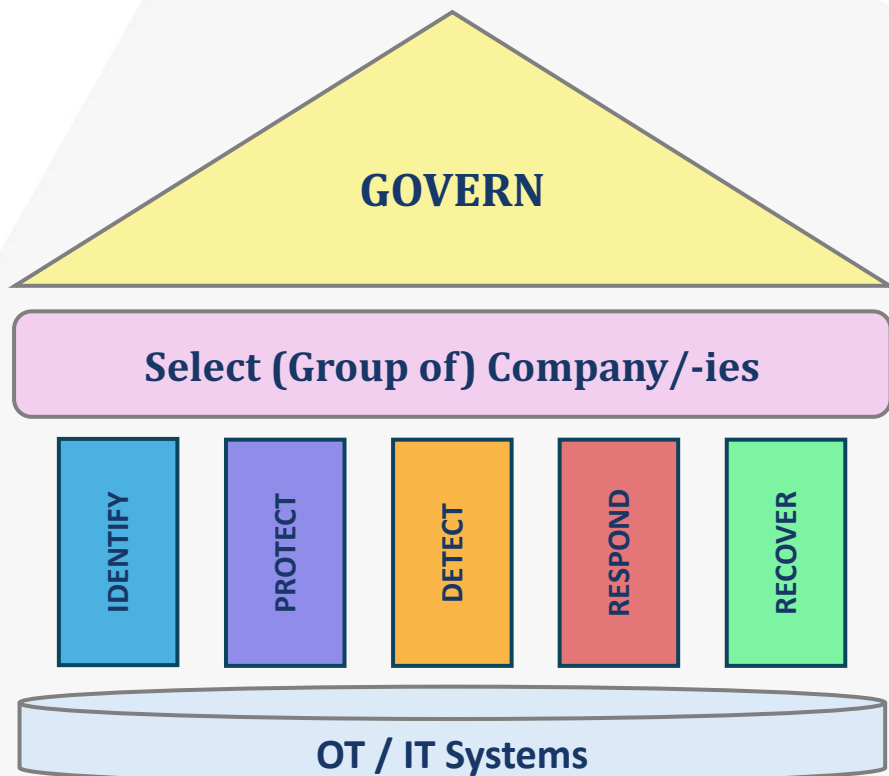 GOVERN
Select (Group of) Company/-ies
IDENTIFY
PROTECT
DETECT
RESPOND
RECOVER
OT / IT Systems